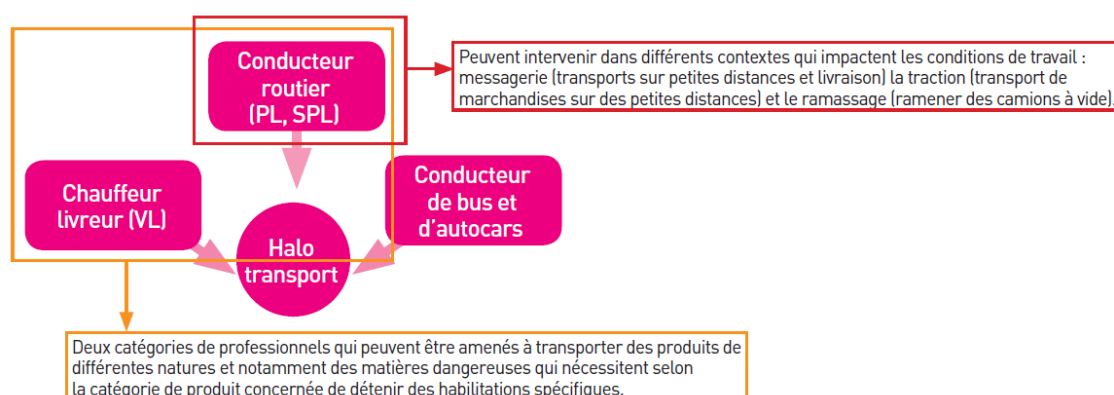 Conducteur
routier
(PL, SPL)
Peuvent intervenir dans différents contextes qui impactent les conditions de travail :
messagerie (transports sur petites distances et livraison) la traction (transport de
marchandises sur des petites distances) et le ramassage (ramener des camions à vide).
Chauffeur
livreur (VL)
Conducteur
de bus et
d'autocars
Halo
transport
Deux catégories de professionnels qui peuvent être amenés à transporter des produits de
différentes natures et notamment des matières dangereuses qui nécessitent selon
la catégorie de produit concernée de détenir des habilitations spécifiques.